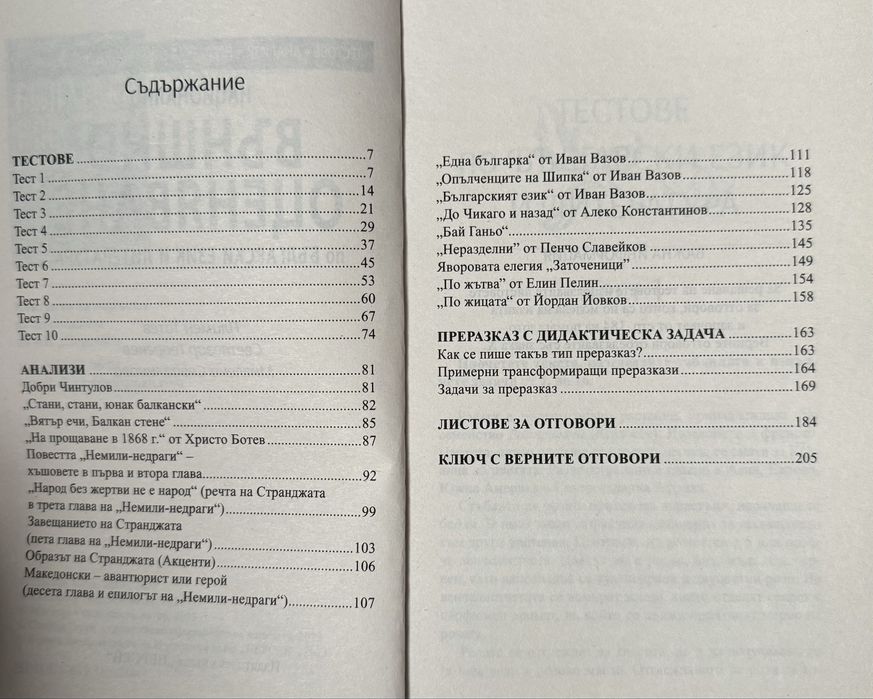 Съдържание
ТЕСТОВЕ ... 7
Тест 1 ... 7
Тест 2 ... 14
Тест 3 ... 21
Тест 4 ... 29
Тест 5 ... 37
Тест 6 ... 45
Тест 7 ... 53
Тест 8 ... 60
Тест 9 ... 67
Тест 10 ... 74
АНАЛИЗИ ... 81
Добри Чинтулов ... 81
„Стани, стани, юнак балкански“ ... 82
„Вятър ечи, Балкан стене“ ... 85
„На прощаване в 1868 г.“ от Христо Ботев ... 87
Повестта „Немили-недраги“ –
хъшовете в първа и втора глава ... 92
„Народ без жертви не е народ“ (речта на Странджата
в трета глава на „Немили-недраги“) ... 99
Завещанието на Странджата
(пета глава на „Немили-недраги“) ... 103
Образът на Странджата (Акценти) ... 106
Македонски – авантюрист или герой
(десета глава и епилогът на „Немили-недраги“) ... 107
„Една българка“ от Иван Вазов ... 111
„Опълченците на Шипка“ от Иван Вазов ... 118
„Българският език“ от Иван Вазов ... 125
„До Чикаго и назад“ от Алеко Константинов ... 128
„Бай Ганьо“ ... 135
„Неразделни” от Пенчо Славейков ... 145
Яворовата елегия „Заточеници” ... 149
„По жътва” от Елин Пелин ... 154
„По жицата” от Йордан Йовков ... 158
ПРЕРАЗКАЗ С ДИДАКТИЧЕСКА ЗАДАЧА ... 163
Как се пише такъв тип преразказ? ... 163
Примерни трансформиращи преразкази ... 164
Задачи за преразказ ... 169
ЛИСТОВЕ ЗА ОТГОВОРИ ... 184
КЛЮЧ С ВЕРНИТЕ ОТГОВОРИ ... 205